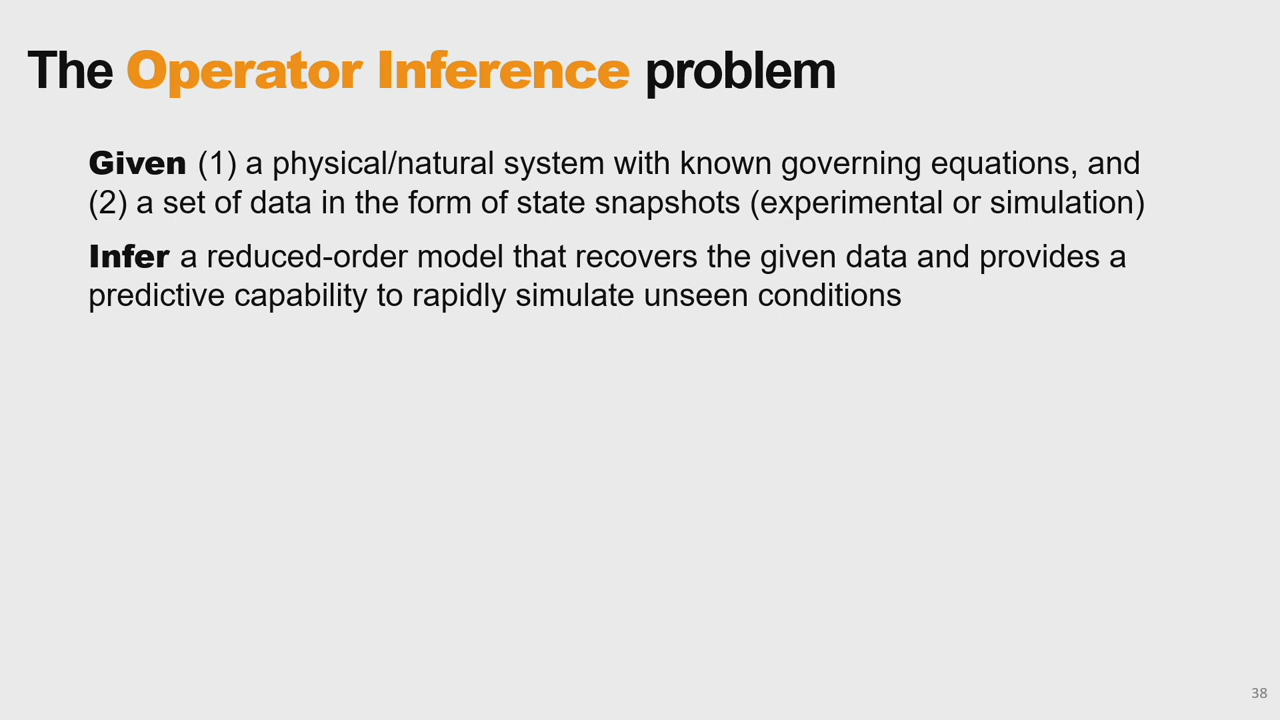 The Operator Inference problem
Given (1) a physical/natural system with known governing equations, and
(2) a set of data in the form of state snapshots (experimental or simulation)
Infer a reduced-order model that recovers the given data and provides a
predictive capability to rapidly simulate unseen conditions
38